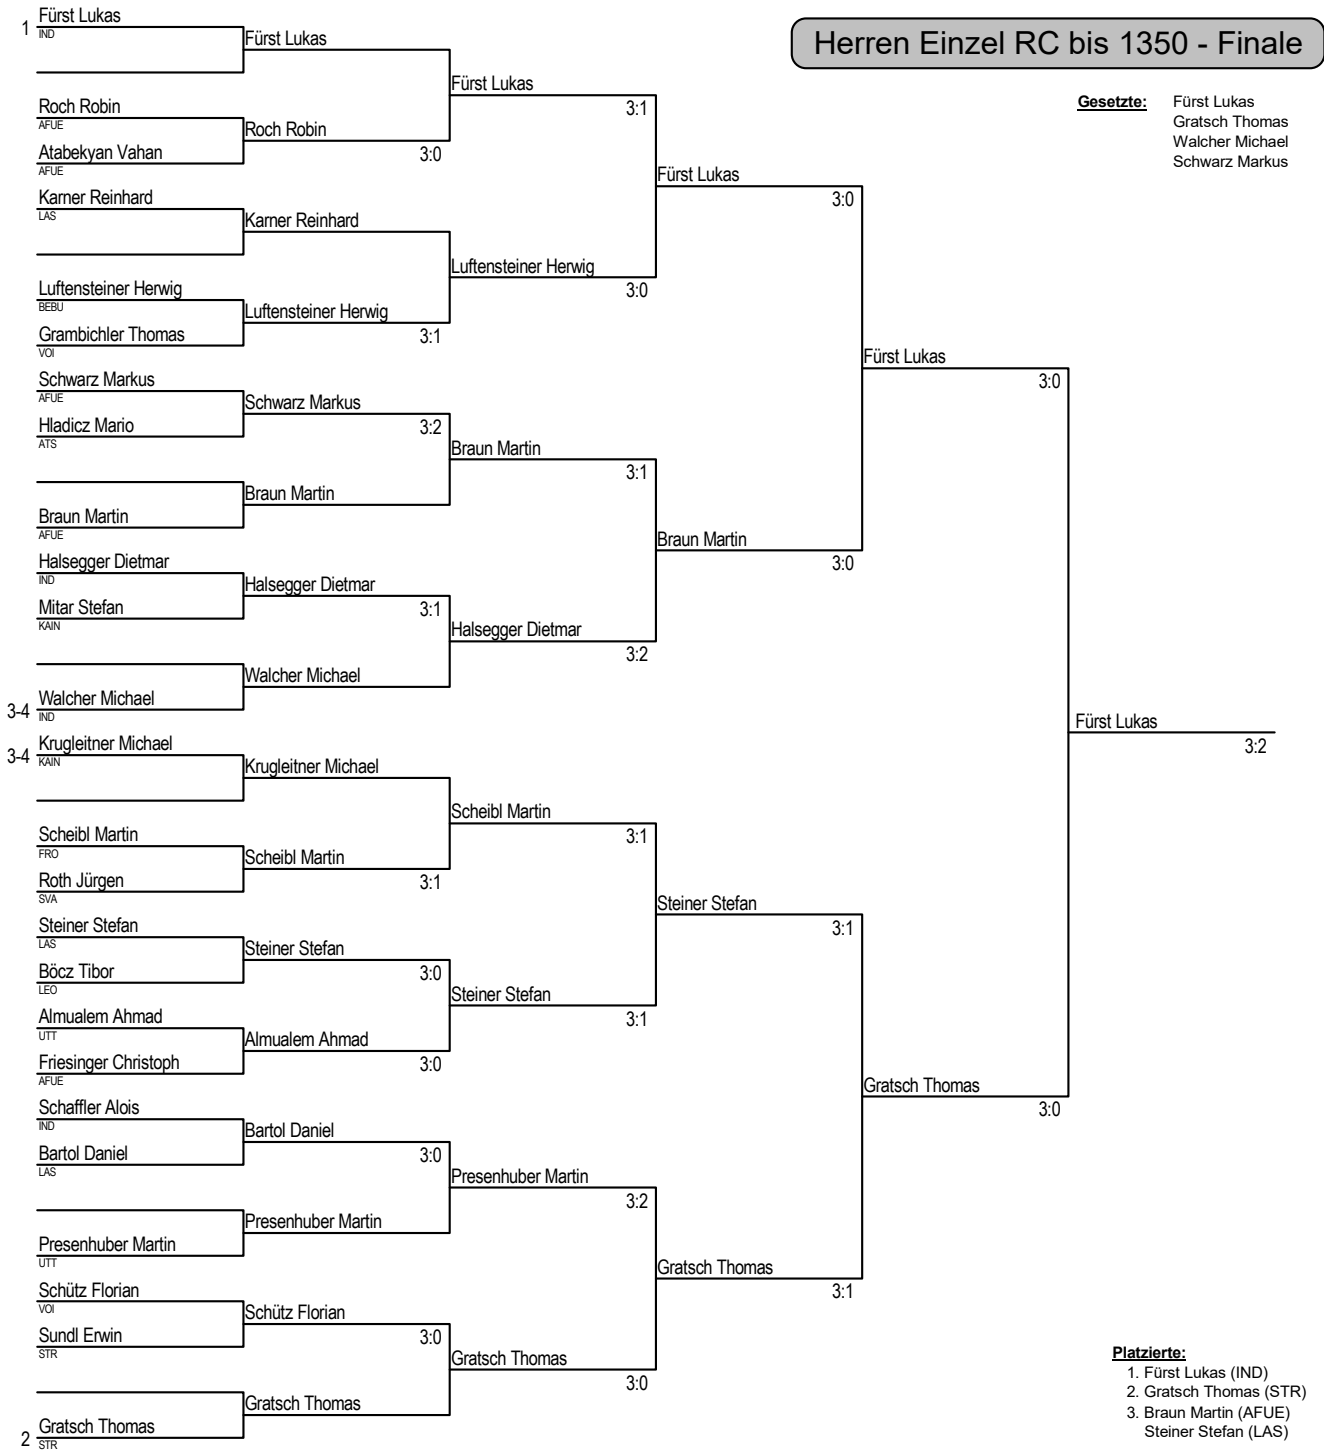 Herren Einzel RC bis 1350 - Finale
Gesetzte: Fürst Lukas
Gratsch Thomas
Walcher Michael
Schwarz Markus
1 Fürst Lukas
IND
Roch Robin
AFUE
Atabekyan Vahan
AFUE
Karner Reinhard
LAS
Luftensteiner Herwig
BEBU
Grambichler Thomas
VOI
Schwarz Markus
AFUE
Hladicz Mario
ATS
Braun Martin
AFUE
Halsegger Dietmar
IND
Mitar Stefan
KAIN
3-4 Walcher Michael
IND
3-4 Krugleitner Michael
KAIN
Scheibl Martin
FRO
Roth Jürgen
SVA
Steiner Stefan
LAS
Böcz Tibor
LEO
Almualem Ahmad
UTT
Friesinger Christoph
AFUE
Schaffler Alois
IND
Bartol Daniel
LAS
Presenhuber Martin
UTT
Schütz Florian
VOI
Sundl Erwin
STR
2 Gratsch Thomas
STR
Fürst Lukas
Roch Robin
3:0
Karner Reinhard
Luftensteiner Herwig
3:1
Schwarz Markus
3:2
Braun Martin
Halsegger Dietmar
3:1
Walcher Michael
Krugleitner Michael
Scheibl Martin
3:1
Steiner Stefan
3:0
Almualem Ahmad
3:0
Bartol Daniel
3:0
Presenhuber Martin
Schütz Florian
3:0
Gratsch Thomas
Fürst Lukas
3:1
Luftensteiner Herwig
3:0
Braun Martin
3:1
Halsegger Dietmar
3:2
Scheibl Martin
3:1
Steiner Stefan
3:1
Presenhuber Martin
3:2
Gratsch Thomas
3:0
Fürst Lukas
3:0
Braun Martin
3:0
Steiner Stefan
3:1
Gratsch Thomas
3:1
Fürst Lukas
3:0
Gratsch Thomas
3:0
Fürst Lukas
3:2
Platzierte:
1. Fürst Lukas (IND)
2. Gratsch Thomas (STR)
3. Braun Martin (AFUE)
Steiner Stefan (LAS)